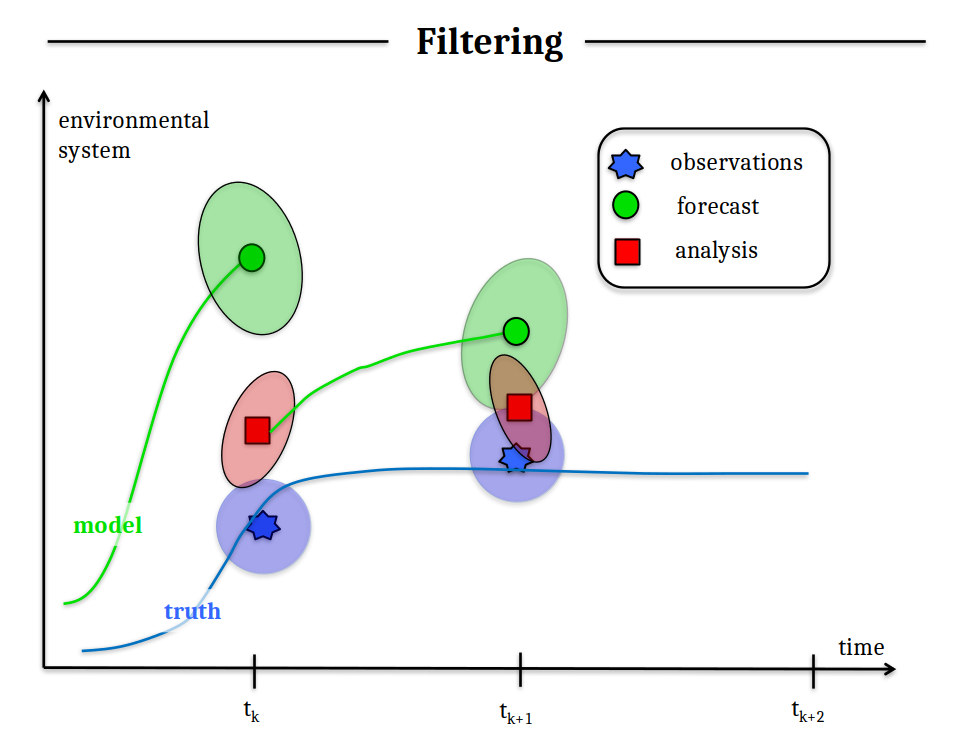 Filtering
environmental
system
observations
forecast
analysis
model
truth
time
tk
tk+1
tk+2